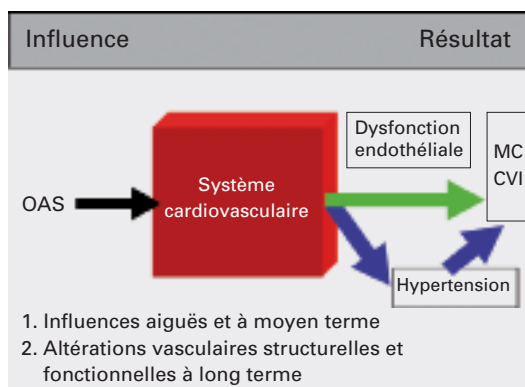 Influence Résultat
Dysfonction
endothéliale
MC
CVI
Système
cardiovasculaire
OAS
Hypertension
1. Influences aiguës et à moyen terme
2. Altérations vasculaires structurelles et
fonctionnelles à long terme